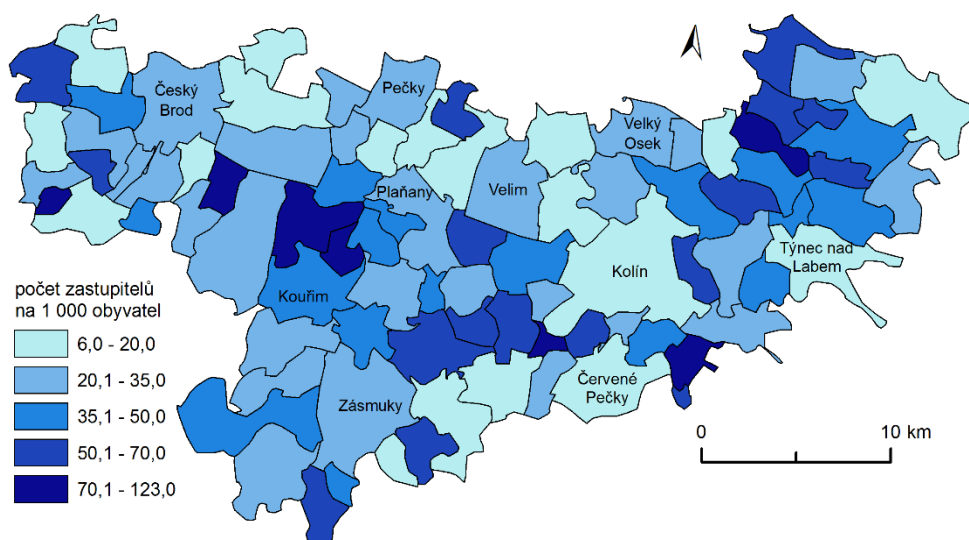 Český
Brod
Pečky
Velký
Osek
Plaňany
Velim
Týnec nad
Labem
Kolín
Kouřim
Červené
Pečky
Zásmuky
počet zastupitelů
na 1 000 obyvatel
6,0 - 20,0
20,1 - 35,0
35,1 - 50,0
50,1 - 70,0
70,1 - 123,0
0 10 km